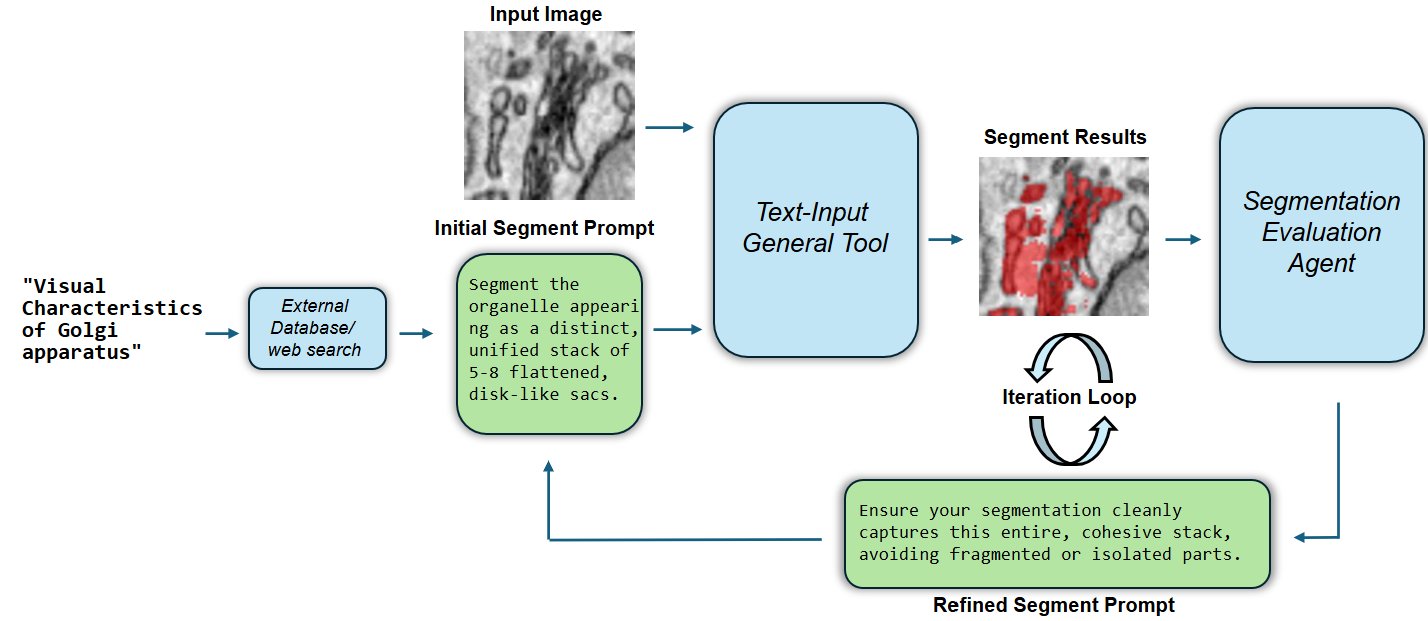 Input Image
Initial Segment Prompt
"Visual
Characteristics
of Golgi
apparatus"
External
Database/
web search
Segment the
organelle appeari
ng as a distinct,
unified stack of
5-8 flattened,
disk-like sacs.
Text-Input
General Tool
Segment Results
Segmentation
Evaluation
Agent
Iteration Loop
Ensure your segmentation cleanly
captures this entire, cohesive stack,
avoiding fragmented or isolated parts.
Refined Segment Prompt